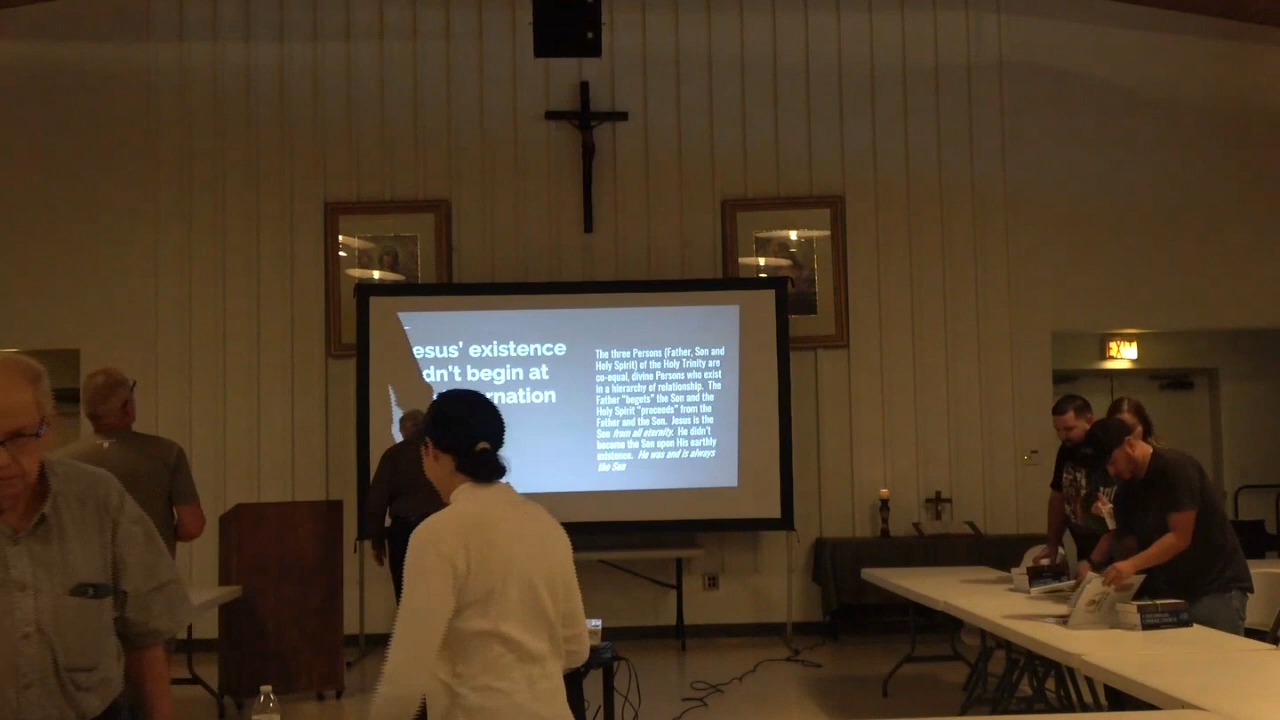 esus' existence
dn't begin at
rnation
The three Persons (Father, Son and
Holy Spirit) of the Holy Trinity are
co-equal, divine Persons who exist
in a hierarchy of relationship. The
Father "begets" the Son and the
Holy Spirit "proceeds" from the
Father and the Son. Jesus is the
Son from all eternity. He didn't
become the Son upon His earthly
existence. He was and is always
the Son
EXIT